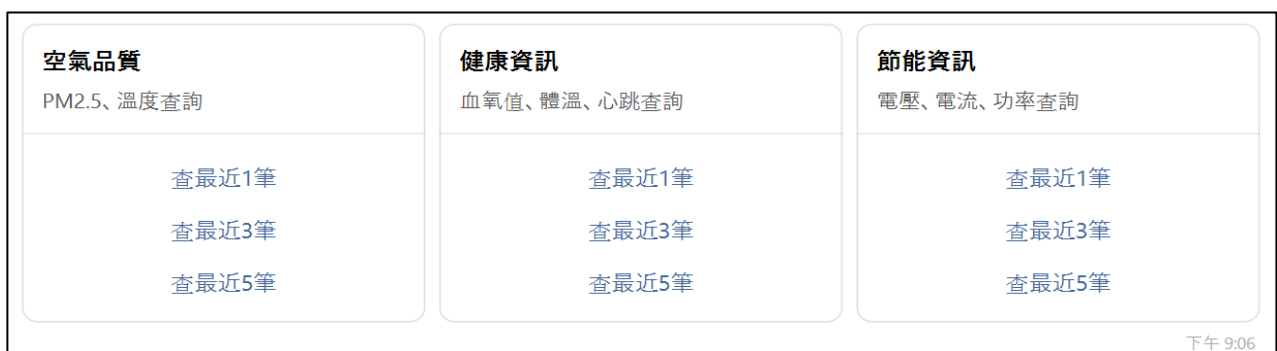 空氣品質
PM2.5、溫度查詢
查最近1筆
查最近3筆
查最近5筆
健康資訊
血氧值、體溫、心跳查詢
查最近1筆
查最近3筆
查最近5筆
節能資訊
電壓、電流、功率查詢
查最近1筆
查最近3筆
查最近5筆
下午 9:06